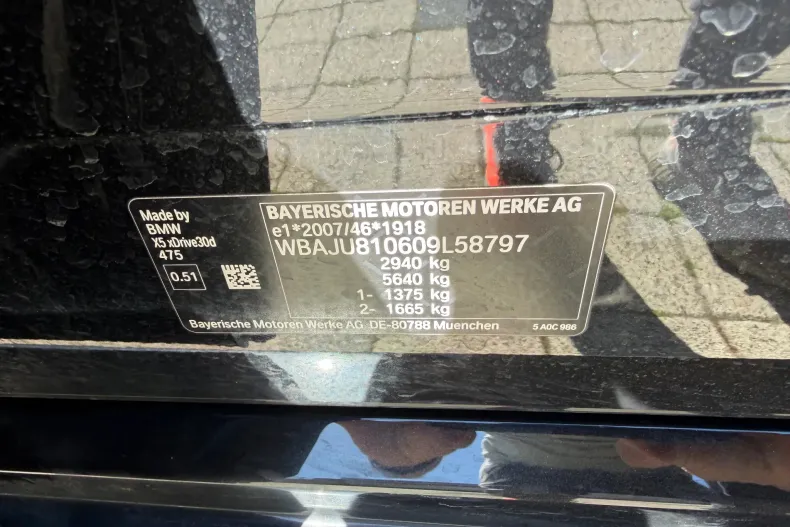 Made by
BMW
X5 xDrive30d
475
0.51
BAYERISCHE MOTOREN WERKE AG
e1*2007/46*1918
WBAJU810609L58797
2940 kg
5640 kg
1- 1375 kg
2- 1665 kg
Bayerische Motoren Werke AG DE-80788 Muenchen
5 A0C 986